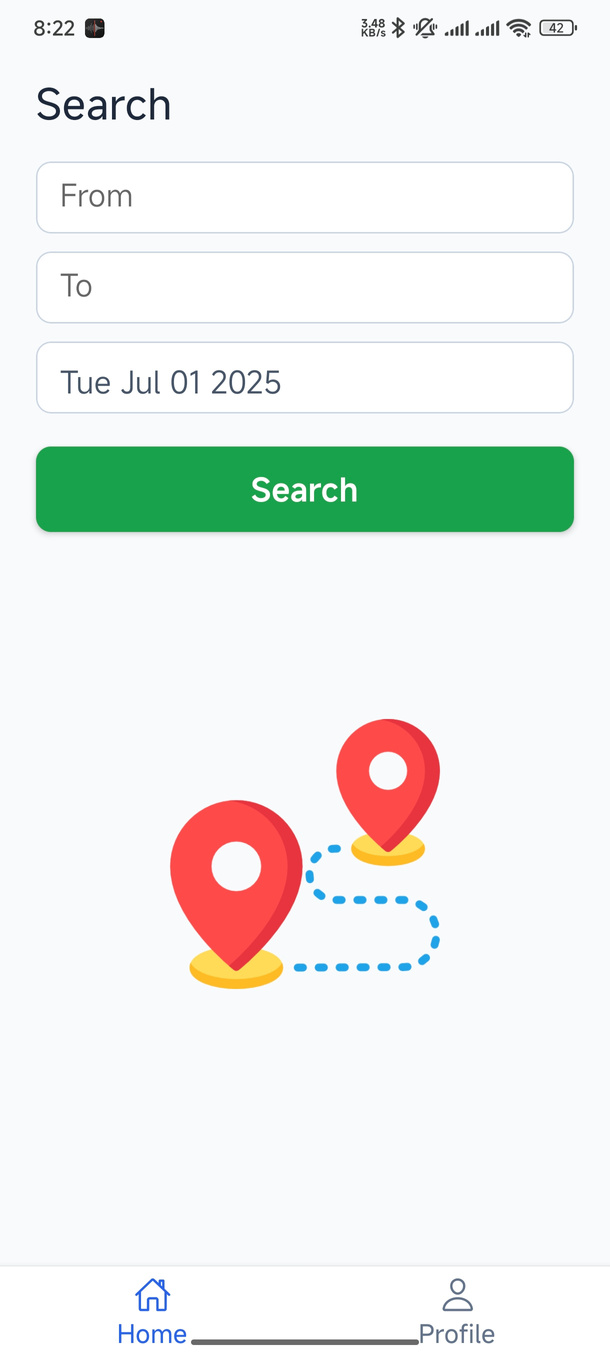 8:22
3.48
KB/s
42
Search
From
To
Tue Jul 01 2025
Search
Home
Profile